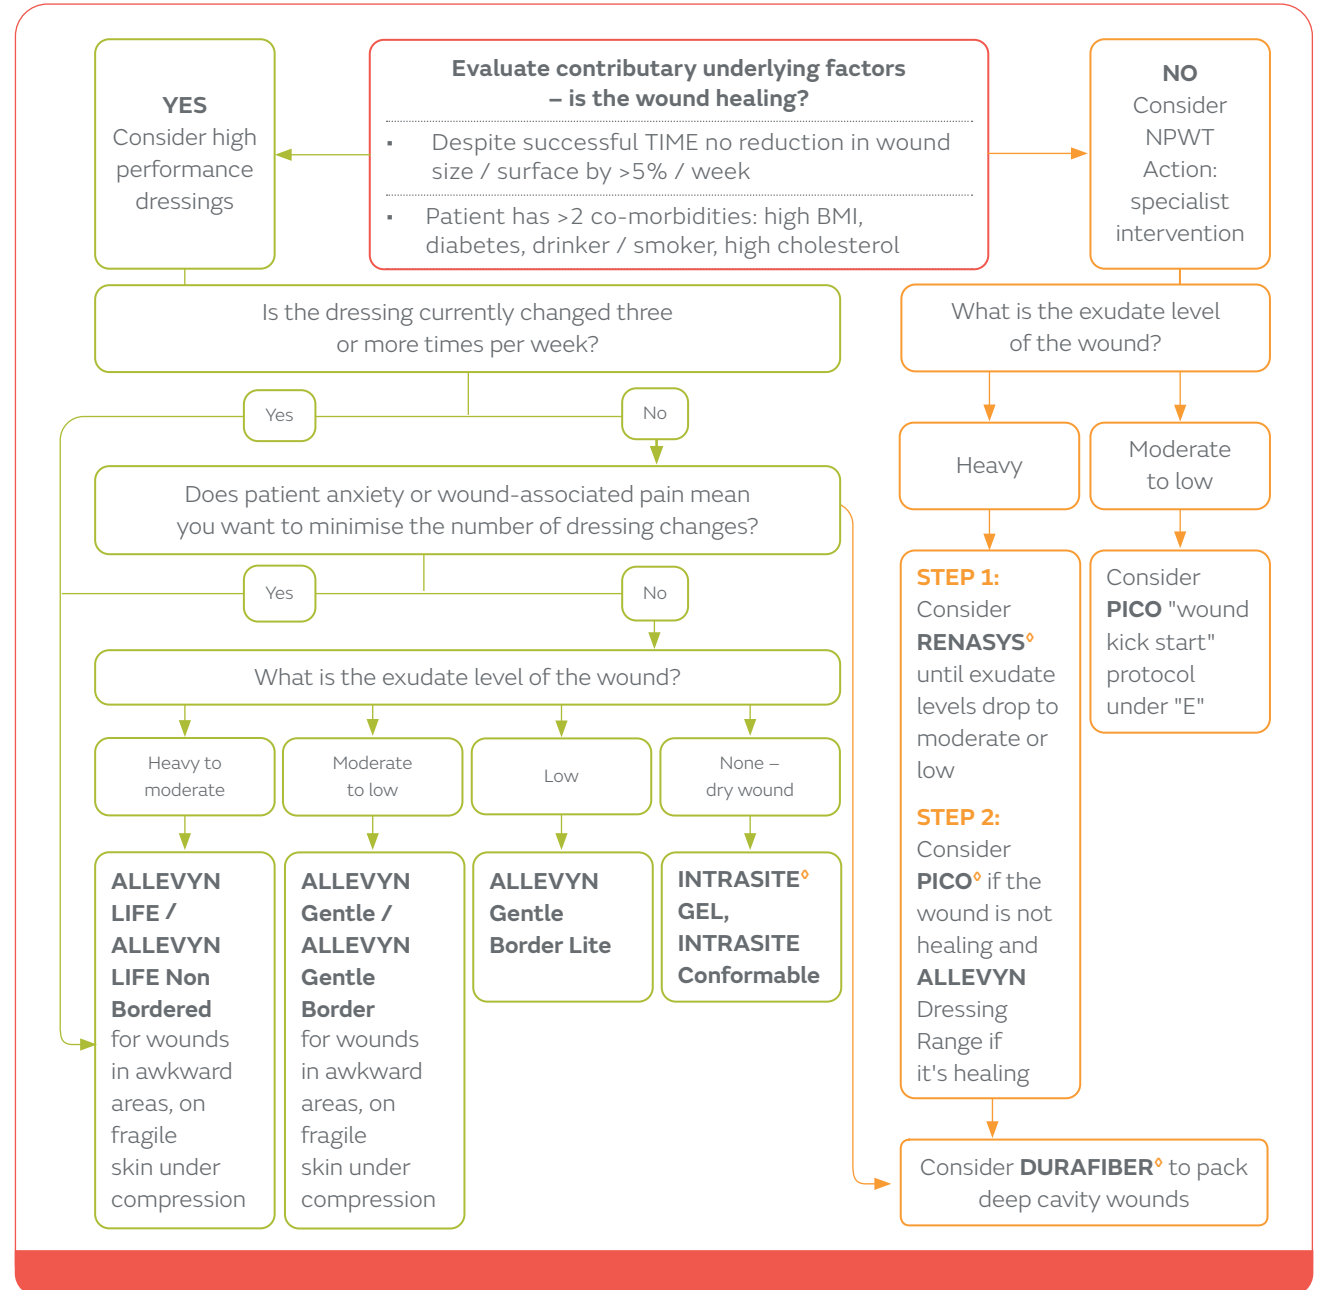 YES
Consider high
performance
dressings
Evaluate contributary underlying factors
– is the wound healing?
▪ Despite successful TIME no reduction in wound
size / surface by >5% / week
▪ Patient has >2 co-morbidities: high BMI,
diabetes, drinker / smoker, high cholesterol
NO
Consider
NPWT
Action:
specialist
intervention
Is the dressing currently changed three
or more times per week?
Yes
No
Does patient anxiety or wound-associated pain mean
you want to minimise the number of dressing changes?
Yes
No
What is the exudate level of the wound?
Heavy to
moderate
Moderate
to low
Low
None –
dry wound
ALLEVYN
LIFE /
ALLEVYN
LIFE Non
Bordered
for wounds
in awkward
areas, on
fragile
skin under
compression
ALLEVYN
Gentle /
ALLEVYN
Gentle
Border
for wounds
in awkward
areas, on
fragile
skin under
compression
ALLEVYN
Gentle
Border Lite
INTRASITE◊
GEL,
INTRASITE
Conformable
What is the exudate level
of the wound?
Heavy
Moderate
to low
STEP 1:
Consider
RENASYS◊
until exudate
levels drop to
moderate or
low
STEP 2:
Consider
PICO◊ if the
wound is not
healing and
ALLEVYN
Dressing
Range if
it's healing
Consider
PICO "wound
kick start"
protocol
under "E"
Consider DURAFIBER◊ to pack
deep cavity wounds